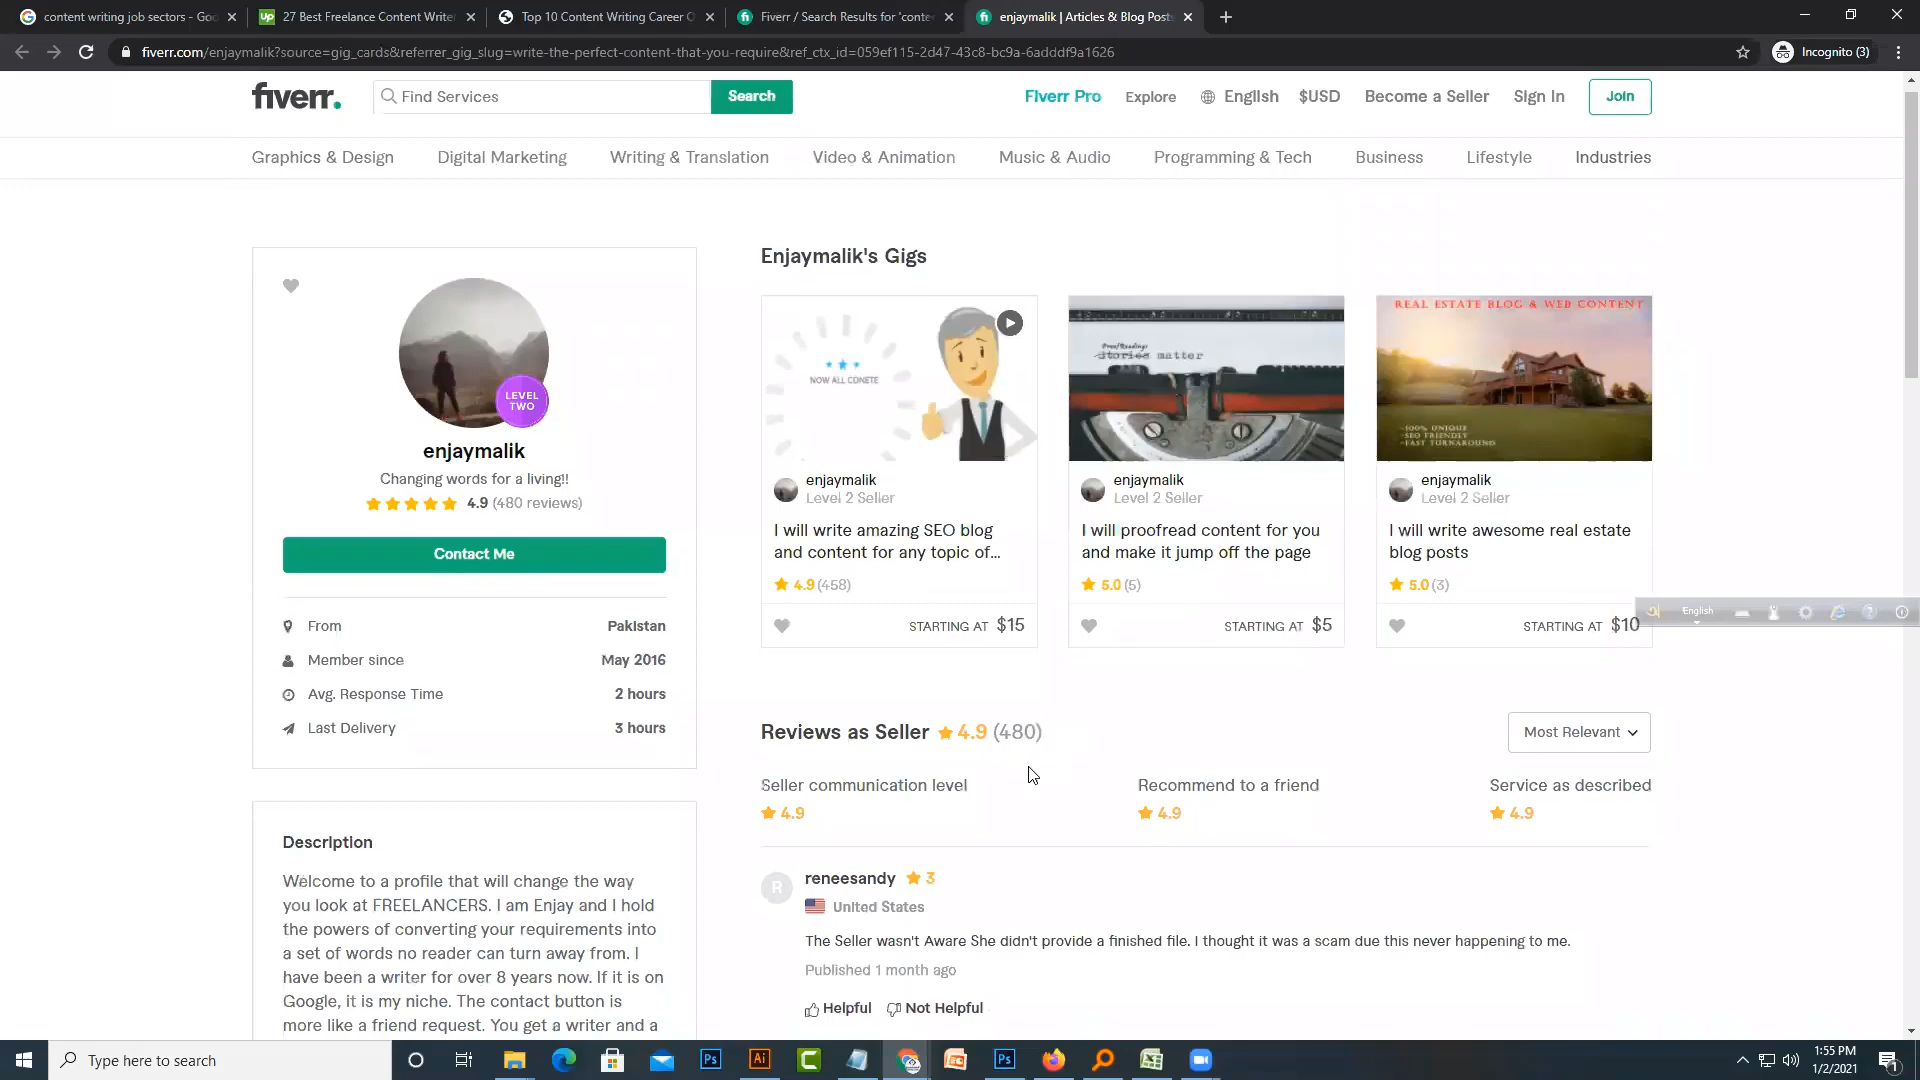 content writing job sectors - Goo
27 Best Freelance Content Writer
Top 10 Content Writing Career O
Fiverr / Search Results for 'conte
enjaymalik | Articles & Blog Posts
fiverr.com/enjaymalik?source=gig_cards&referrer_gig_slug=write-the-perfect-content-that-you-require&ref_ctx_id=059ef115-2d47-43c8-bc9a-6adddf9a1626
Incognito (3)
fiverr.
Find Services
Search
Fiverr Pro
Explore
English
$USD
Become a Seller
Sign In
Join
Graphics & Design
Digital Marketing
Writing & Translation
Video & Animation
Music & Audio
Programming & Tech
Business
Lifestyle
Industries
LEVEL
TWO
enjaymalik
Changing words for a living!!
4.9 (480 reviews)
Contact Me
From Pakistan
Member since May 2016
Avg. Response Time 2 hours
Last Delivery 3 hours
Description
Welcome to a profile that will change the way
you look at FREELANCERS. I am Enjay and I hold
the powers of converting your requirements into
a set of words no reader can turn away from. I
have been a writer for over 8 years now. If it is on
Google, it is my niche. The contact button is
more like a friend request. You get a writer and a
Enjaymalik's Gigs
NOW ALL CDNETE
enjaymalik
Level 2 Seller
I will write amazing SEO blog
and content for any topic of...
4.9 (458)
STARTING AT $15
ProofReadings
stories matter
enjaymalik
Level 2 Seller
I will proofread content for you
and make it jump off the page
5.0 (5)
STARTING AT $5
REAL ESTATE BLOG & WEB CONTENT
-100% UNIQUE
-SEO FRIENDLY
-FAST TURNAROUND
enjaymalik
Level 2 Seller
I will write awesome real estate
blog posts
5.0 (3)
STARTING AT $10
English
Reviews as Seller 4.9 (480)
Most Relevant
Seller communication level
4.9
Recommend to a friend
4.9
Service as described
4.9
R
reneesandy 3
United States
The Seller wasn't Aware She didn't provide a finished file. I thought it was a scam due this never happening to me.
Published 1 month ago
Helpful
Not Helpful
Type here to search
1:55 PM
1/2/2021